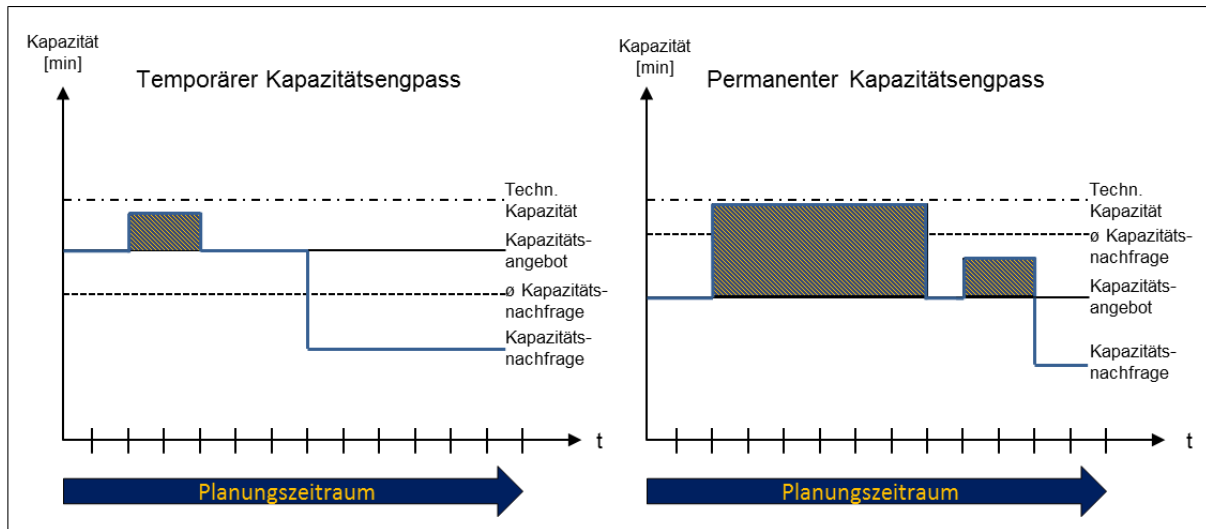 Kapazität
[min]
Temporärer Kapazitätsengpass
Techn.
Kapazität
Kapazitäts-
angebot
ø Kapazitäts-
nachfrage
Kapazitäts-
nachfrage
t
Planungszeitraum
Kapazität
[min]
Permanenter Kapazitätsengpass
Techn.
Kapazität
ø Kapazitäts-
nachfrage
Kapazitäts-
angebot
Kapazitäts-
nachfrage
t
Planungszeitraum